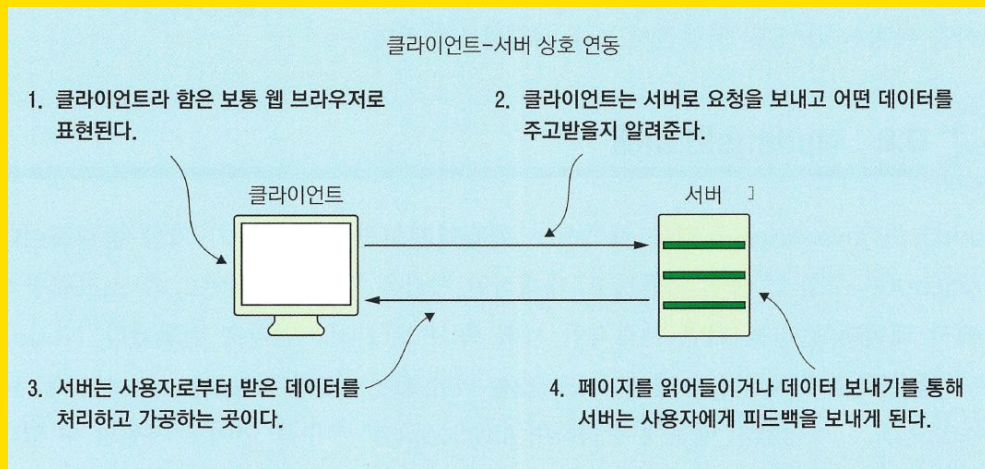 클라이언트-서버 상호 연동
1. 클라이언트라 함은 보통 웹 브라우저로
표현된다.
2. 클라이언트는 서버로 요청을 보내고 어떤 데이터를
주고받을지 알려준다.
클라이언트
서버
3. 서버는 사용자로부터 받은 데이터를
처리하고 가공하는 곳이다.
4. 페이지를 읽어들이거나 데이터 보내기를 통해
서버는 사용자에게 피드백을 보내게 된다.